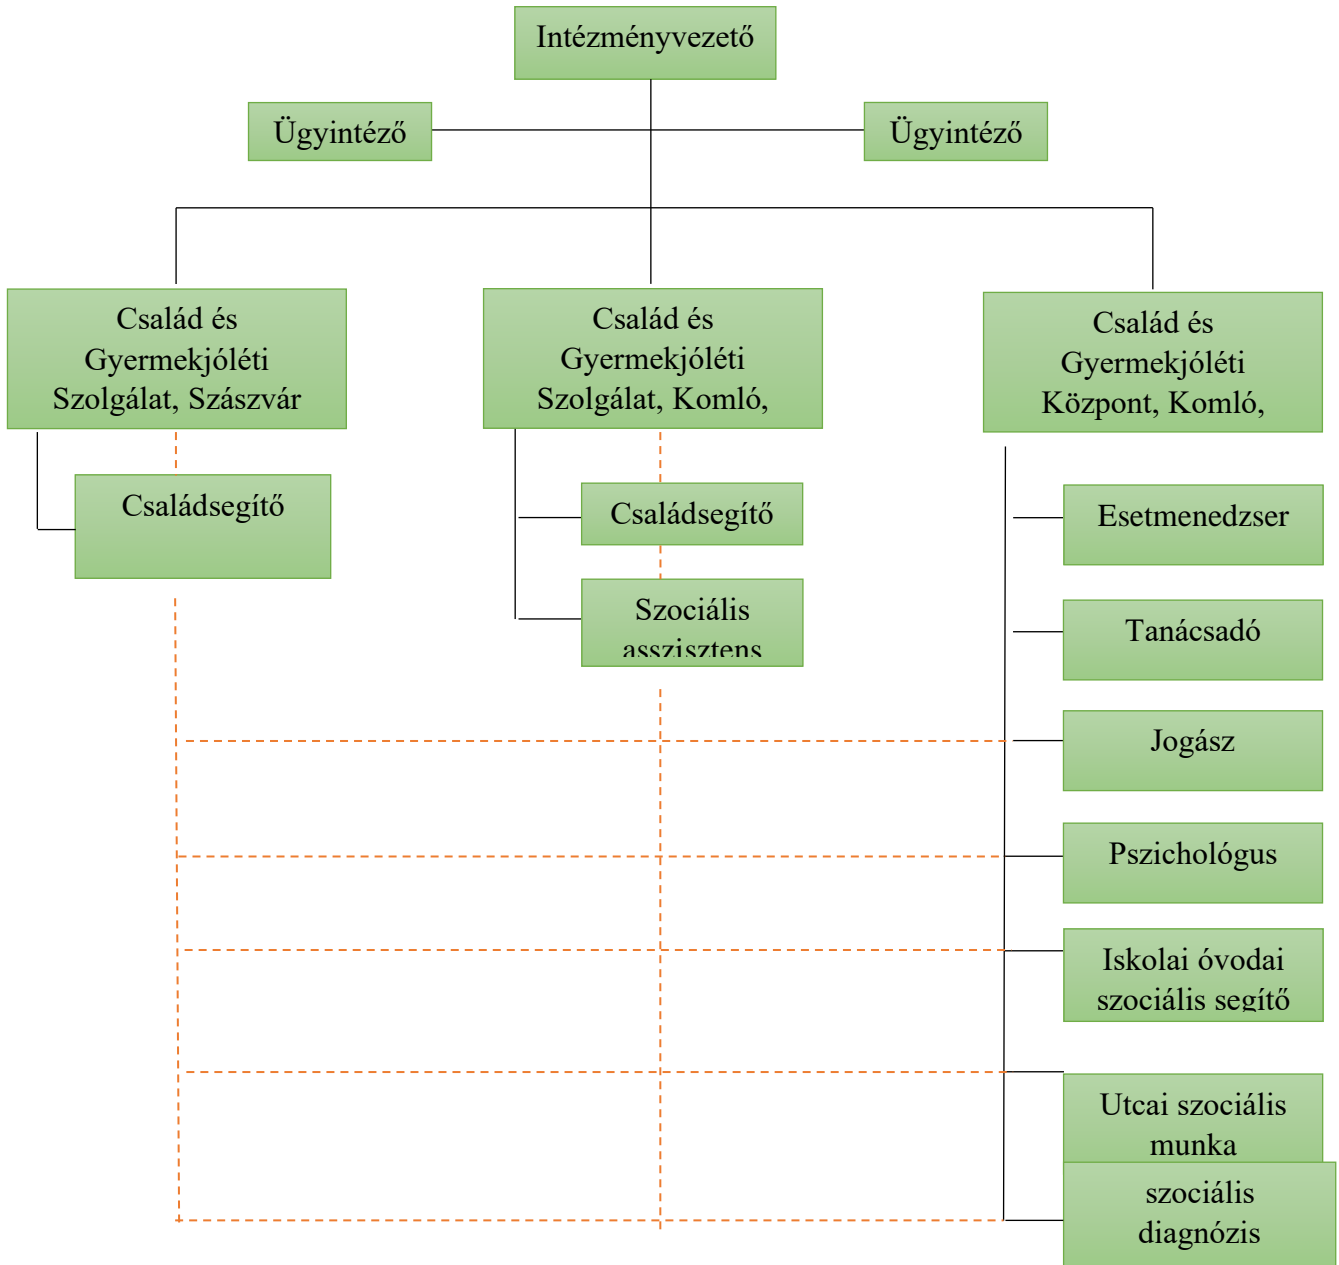 Intézményvezető
Ügyintéző
Ügyintéző
Család és
Gyermekjóléti
Szolgálat, Szászvár
Család és
Gyermekjóléti
Szolgálat, Komló,
Család és
Gyermekjóléti
Központ, Komló,
Családsegítő
Családsegítő
Szociális
asszisztens
Esetmenedzser
Tanácsadó
Jogász
Pszichológus
Iskolai óvodai
szociális segítő
Utcai szociális
munka
szociális
diagnózis